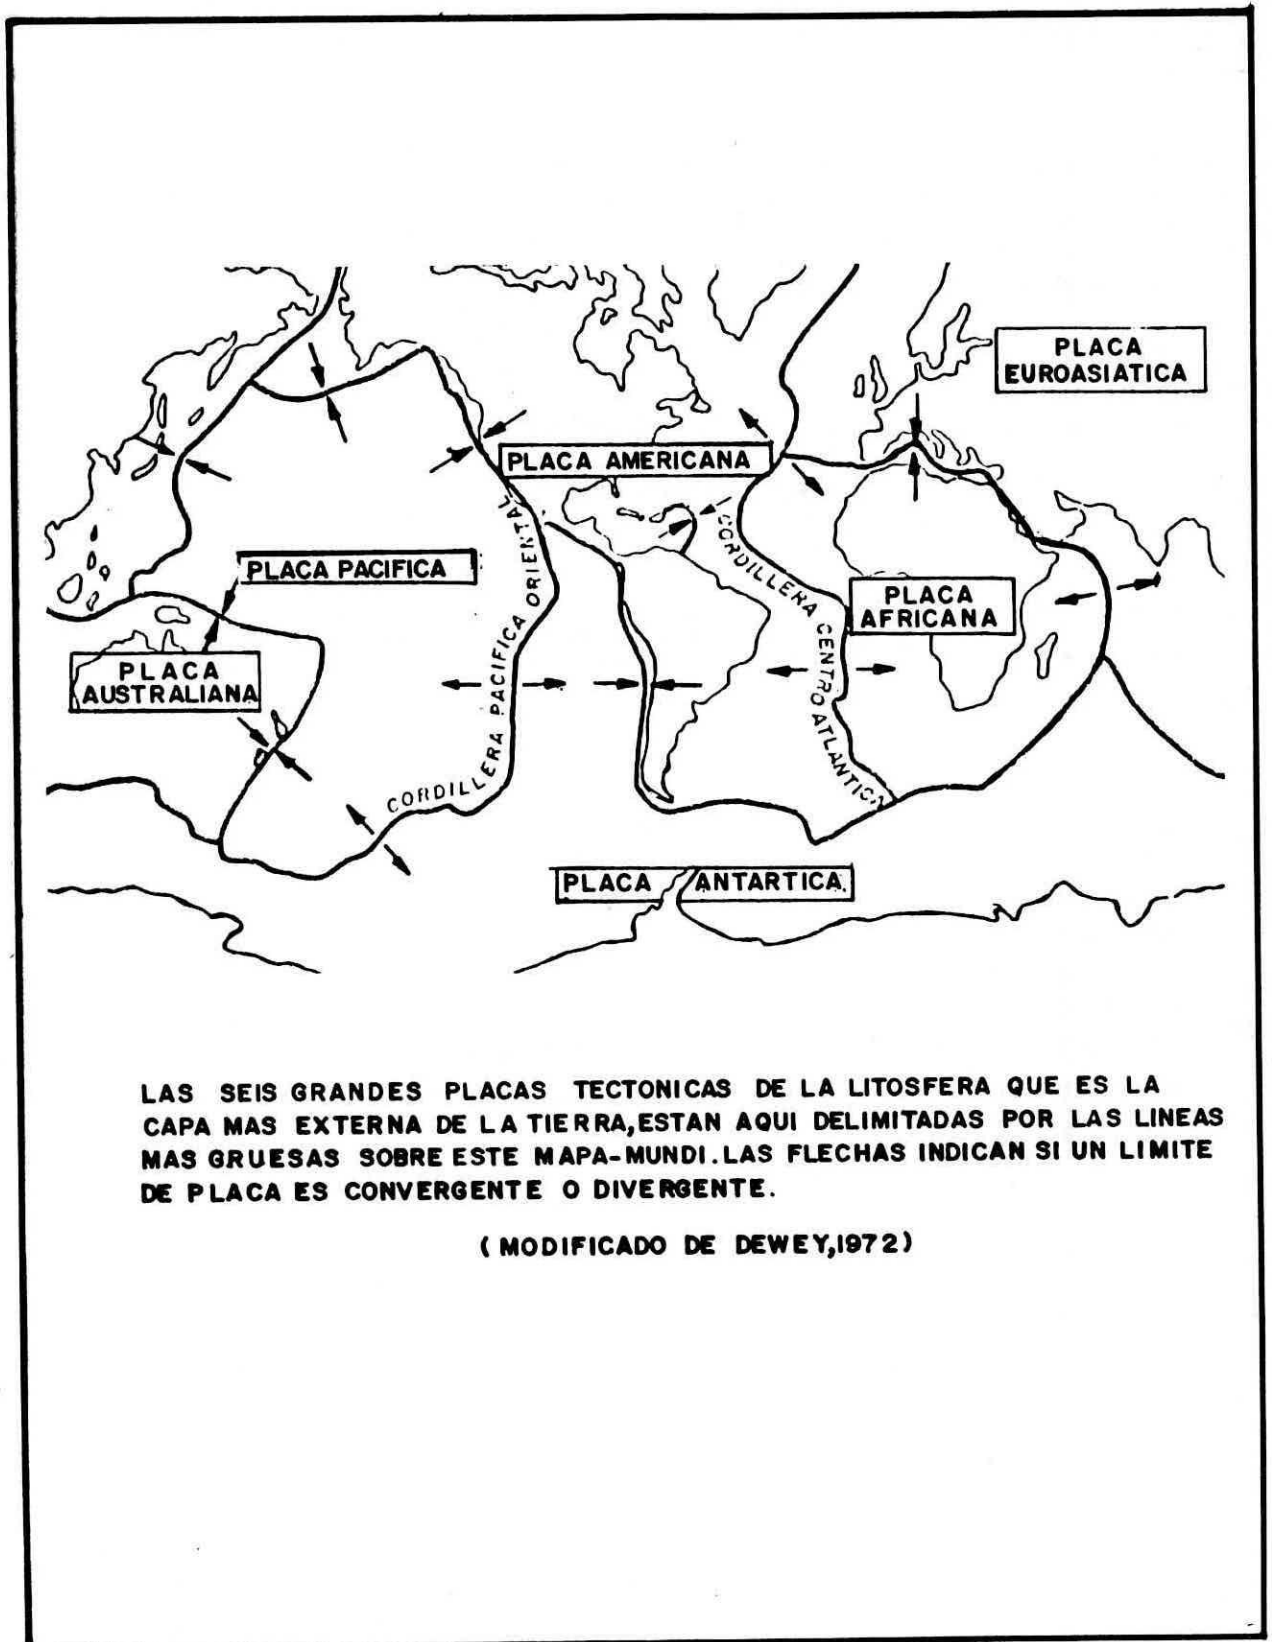 PLACA
EUROASIATICA
PLACA AMERICANA
CORDILLERA PACIFICA ORIENTAL
CORDILLERA CENTRO ATLANTICA
PLACA PACIFICA
PLACA
AFRICANA
PLACA
AUSTRALIANA
PLACA ANTARTICA.
LAS SEIS GRANDES PLACAS TECTONICAS DE LA LITOSFERA QUE ES LA
CAPA MAS EXTERNA DE LA TIERRA, ESTAN AQUI DELIMITADAS POR LAS LINEAS
MAS GRUESAS SOBRE ESTE MAPA-MUNDI. LAS FLECHAS INDICAN SI UN LIMITE
DE PLACA ES CONVERGENTE O DIVERGENTE.
(MODIFICADO DE DEWEY, 1972)